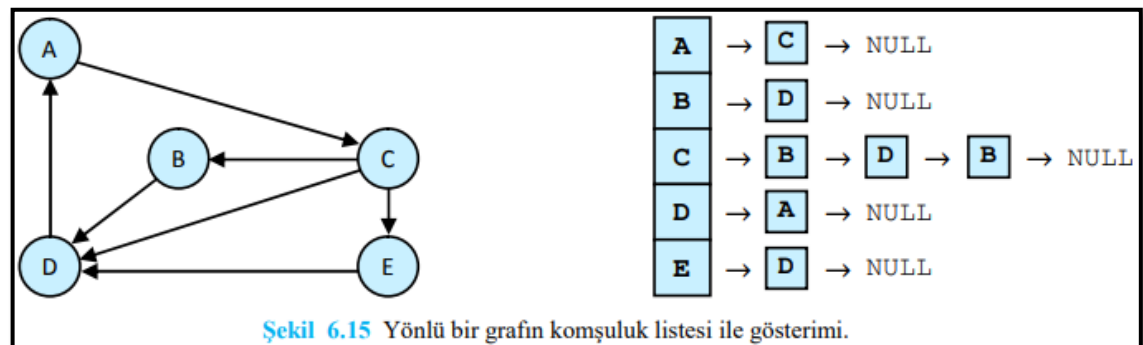 A
B
C
D
E
A → C → NULL
B → D → NULL
C → B → D → B → NULL
D → A → NULL
E → D → NULL
Şekil 6.15 Yönlü bir grafın komşuluk listesi ile gösterimi.